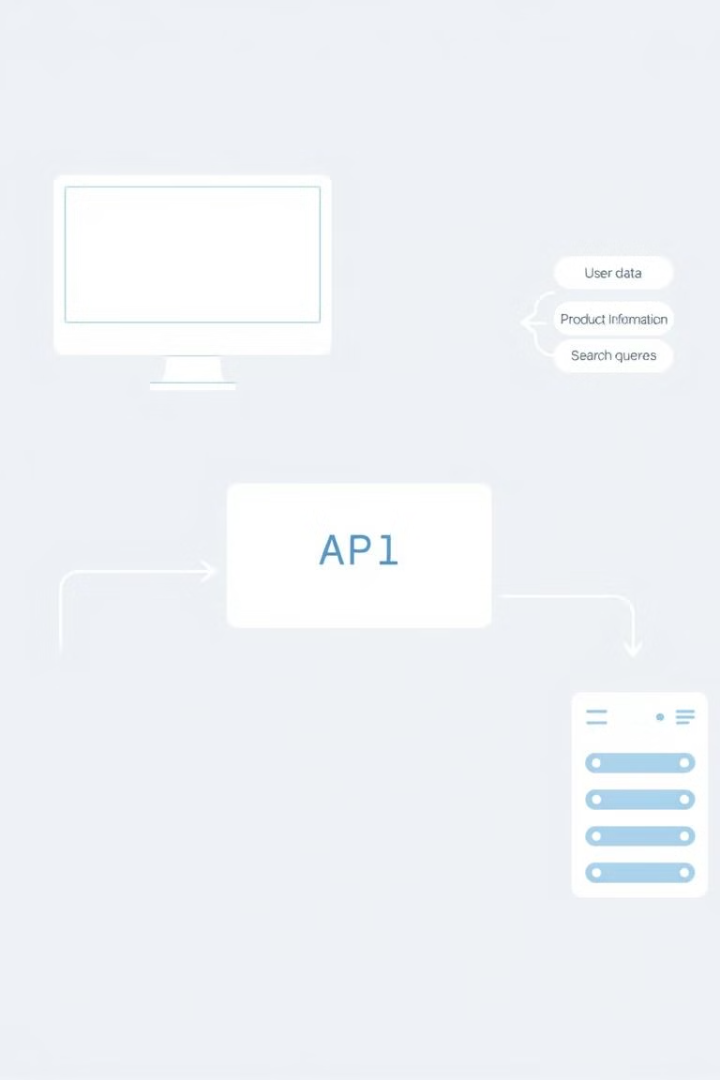 User data
Product Infomation
Search queres
AP1